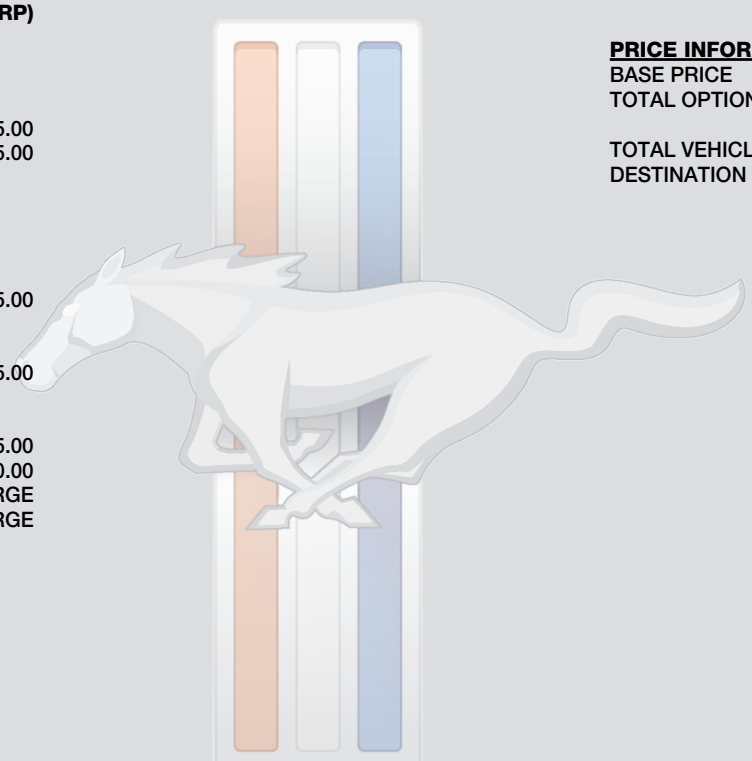 RP)
5.00
5.00
5.00
5.00
5.00
0.00
RGE
RGE
PRICE INFOR
BASE PRICE
TOTAL OPTION
TOTAL VEHICL
DESTINATION